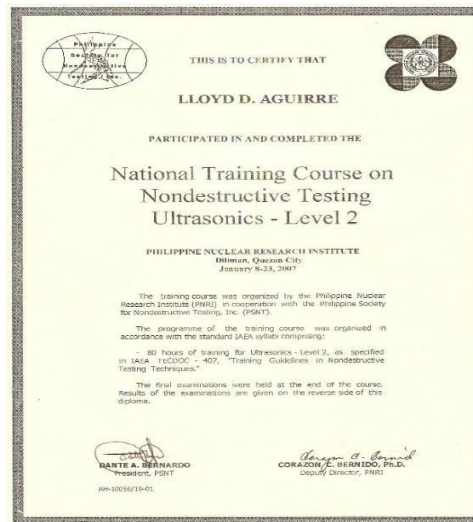 Philippine
Society for
Nondestructive
Testing, Inc.
THIS IS TO CERTIFY THAT
LLOYD D. AGUIRRE
PARTICIPATED IN AND COMPLETED THE
National Training Course on
Nondestructive Testing
Ultrasonics - Level 2
PHILIPPINE NUCLEAR RESEARCH INSTITUTE
Diliman, Quezon City
January 8-23, 2007
The training course was organized by the Philippine Nuclear
Research Institute (PNRI) in cooperation with the Philippine Society
for Nondestructive Testing, Inc. (PSNT).
The programme of the training course was organized in
accordance with the standard IAEA syllabi comprising:
- 80 hours of training for Ultrasonics - Level 2, as specified
in IAEA TECDOC - 407, "Training Guidelines in Nondestructive
Testing Techniques."
The final examinations were held at the end of the course.
Results of the examinations are given on the reverse side of this
diploma.
DANTE A. BERNARDO
President, PSNT
Corazon C. Bernido
CORAZON C. BERNIDO, Ph.D.
Deputy Director, PNRI
AH-10056/19-01